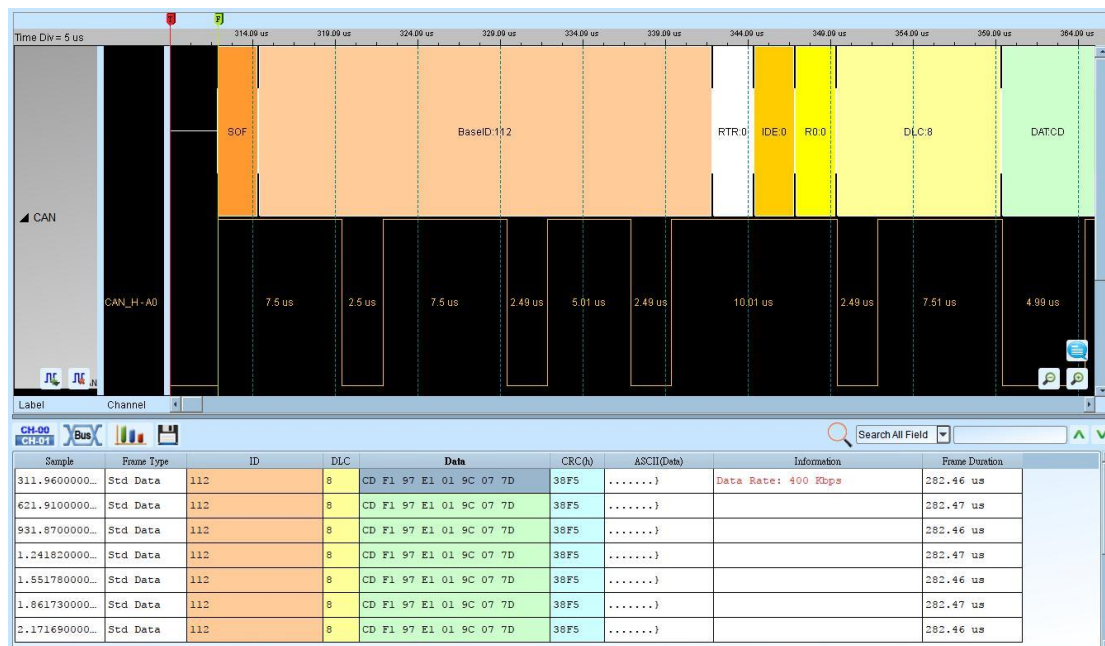 T F
Time Div = 5 us 314.09 us 319.09 us 324.09 us 329.09 us 334.09 us 339.09 us 344.09 us 349.09 us 354.09 us 359.09 us 364.09 us
SOF BaseID:112 RTR:0 IDE:0 R0:0 DLC:8 DAT:CD
CAN
CAN_H - A0 7.5 us 2.5 us 7.5 us 2.49 us 5.01 us 2.49 us 10.01 us 2.49 us 7.51 us 4.99 us
Label Channel
CH-00
CH-01 Bus Search All Field
Sample Frame Type ID DLC Data CRC(h) ASCII(Data) Information Frame Duration
311.9600000... Std Data 112 8 CD F1 97 E1 01 9C 07 7D 38F5 .......} Data Rate: 400 Kbps 282.46 us
621.9100000... Std Data 112 8 CD F1 97 E1 01 9C 07 7D 38F5 .......} 282.47 us
931.8700000... Std Data 112 8 CD F1 97 E1 01 9C 07 7D 38F5 .......} 282.46 us
1.241820000... Std Data 112 8 CD F1 97 E1 01 9C 07 7D 38F5 .......} 282.47 us
1.551780000... Std Data 112 8 CD F1 97 E1 01 9C 07 7D 38F5 .......} 282.46 us
1.861730000... Std Data 112 8 CD F1 97 E1 01 9C 07 7D 38F5 .......} 282.47 us
2.171690000... Std Data 112 8 CD F1 97 E1 01 9C 07 7D 38F5 .......} 282.46 us